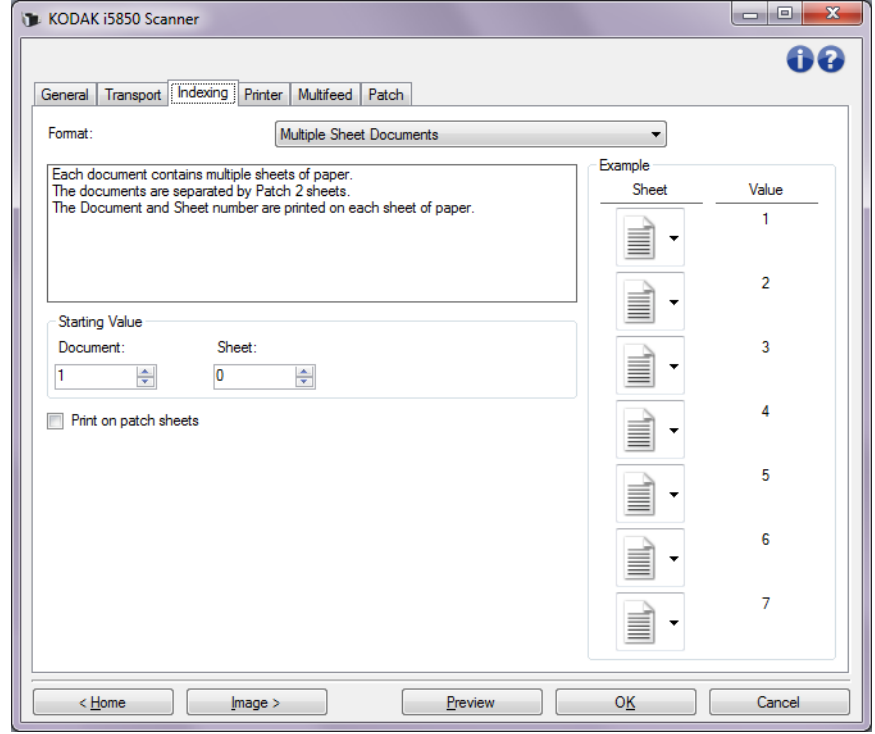 KODAK i5850 Scanner
General Transport Indexing Printer Multifeed Patch
Format: Multiple Sheet Documents
Each document contains multiple sheets of paper.
The documents are separated by Patch 2 sheets.
The Document and Sheet number are printed on each sheet of paper.
Starting Value
Document: Sheet:
1 0
Print on patch sheets
Example
Sheet Value
1
2
3
4
5
6
7
< Home Image > Preview OK Cancel